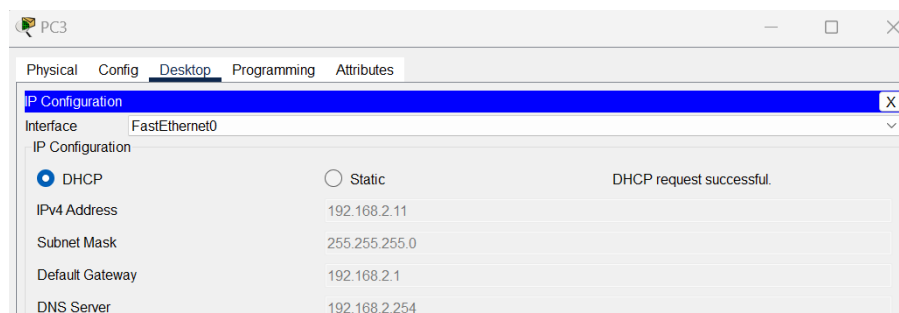 PC3
Physical Config Desktop Programming Attributes
IP Configuration X
Interface FastEthernet0
IP Configuration
DHCP Static DHCP request successful.
IPv4 Address 192.168.2.11
Subnet Mask 255.255.255.0
Default Gateway 192.168.2.1
DNS Server 192.168.2.254